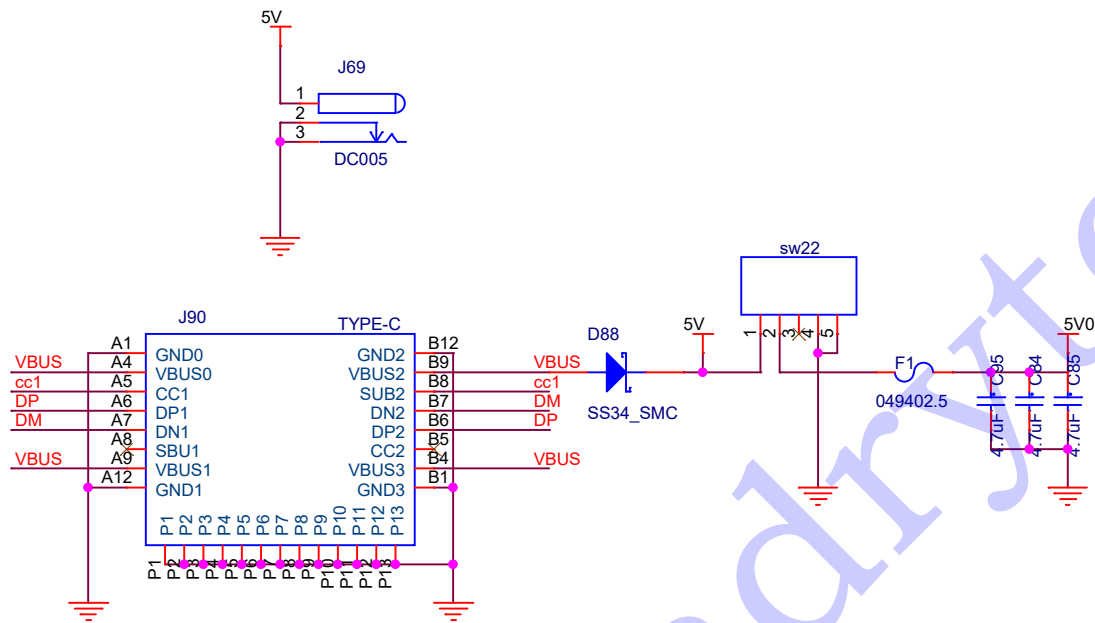 5V
J69
1
2
3
DC005
sw22
1
2
3
4
5
J90
TYPE-C
D88
5V
5V0
F1
SS34_SMC
049402.5
C95
C84
C85
4.7uF
4.7uF
4.7uF
A1 GND0 GND2 B12
VBUS A4 VBUS0 VBUS2 B9 VBUS
cc1 A5 CC1 SUB2 B8 cc1
DP A6 DP1 DN2 B7 DM
DM A7 DN1 DP2 B6 DP
A8 SBU1 CC2 B5
VBUS A9 VBUS1 VBUS3 B4 VBUS
A12 GND1 GND3 B1
P1 P2 P3 P4 P5 P6 P7 P8 P9 P10 P11 P12 P13
P1 P2 P3 P4 P5 P6 P7 P8 P9 P10 P11 P12 P13